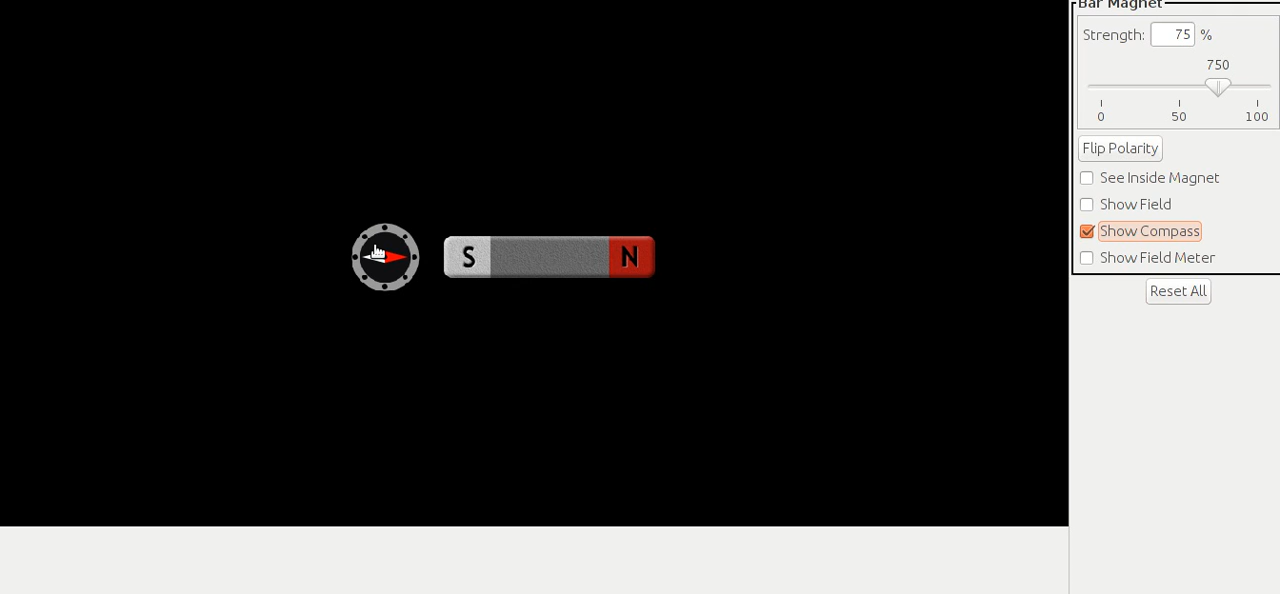 Bar Magnet
Strength: 75 %
750
0 50 100
Flip Polarity
See Inside Magnet
Show Field
Show Compass
Show Field Meter
Reset All
S N